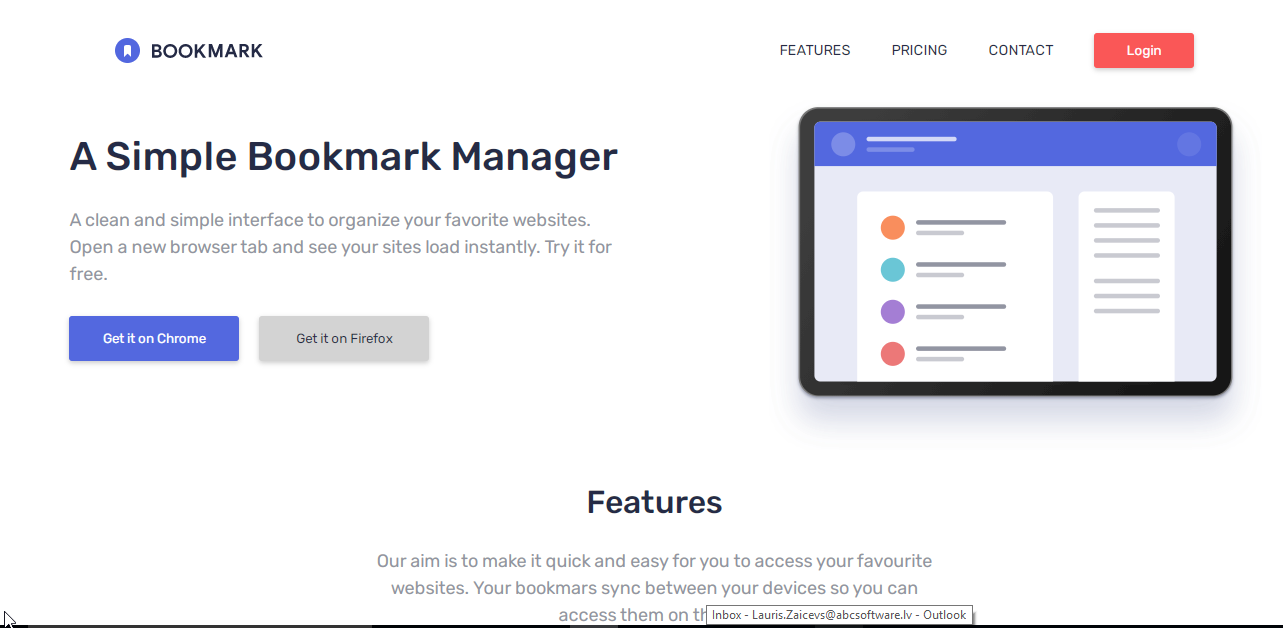 BOOKMARK
FEATURES
PRICING
CONTACT
Login
A Simple Bookmark Manager
A clean and simple interface to organize your favorite websites.
Open a new browser tab and see your sites load instantly. Try it for
free.
Get it on Chrome
Get it on Firefox
Features
Our aim is to make it quick and easy for you to access your favourite
websites. Your bookmars sync between your devices so you can
access them on
Inbox - Lauris.Zaicevs@abcsoftware.lv - Outlook